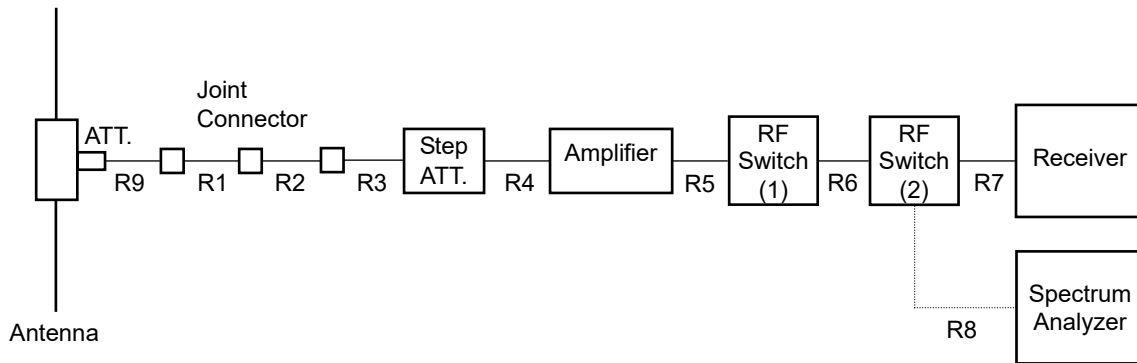 Joint
Connector
ATT.
R9
R1
R2
R3
Step
ATT.
R4
Amplifier
R5
RF
Switch
(1)
R6
RF
Switch
(2)
R7
Receiver
Antenna
R8
Spectrum
Analyzer